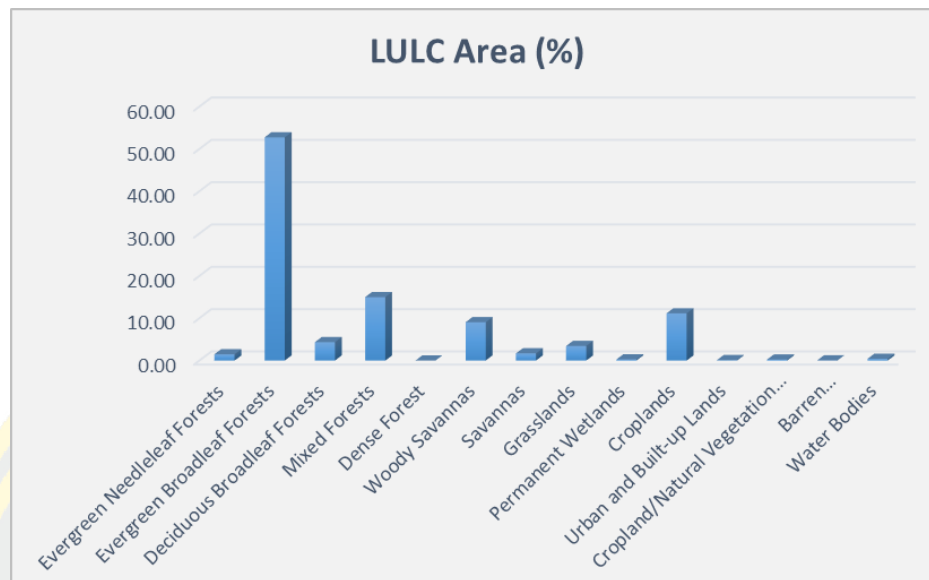 LULC Area (%)
60.00
50.00
40.00
30.00
20.00
10.00
0.00
Evergreen Needleleaf Forests
Evergreen Broadleaf Forests
Deciduous Broadleaf Forests
Mixed Forests
Dense Forest
Woody Savannas
Savannas
Grasslands
Permanent Wetlands
Croplands
Urban and Built-up Lands
Cropland/Natural Vegetation...
Barren...
Water Bodies